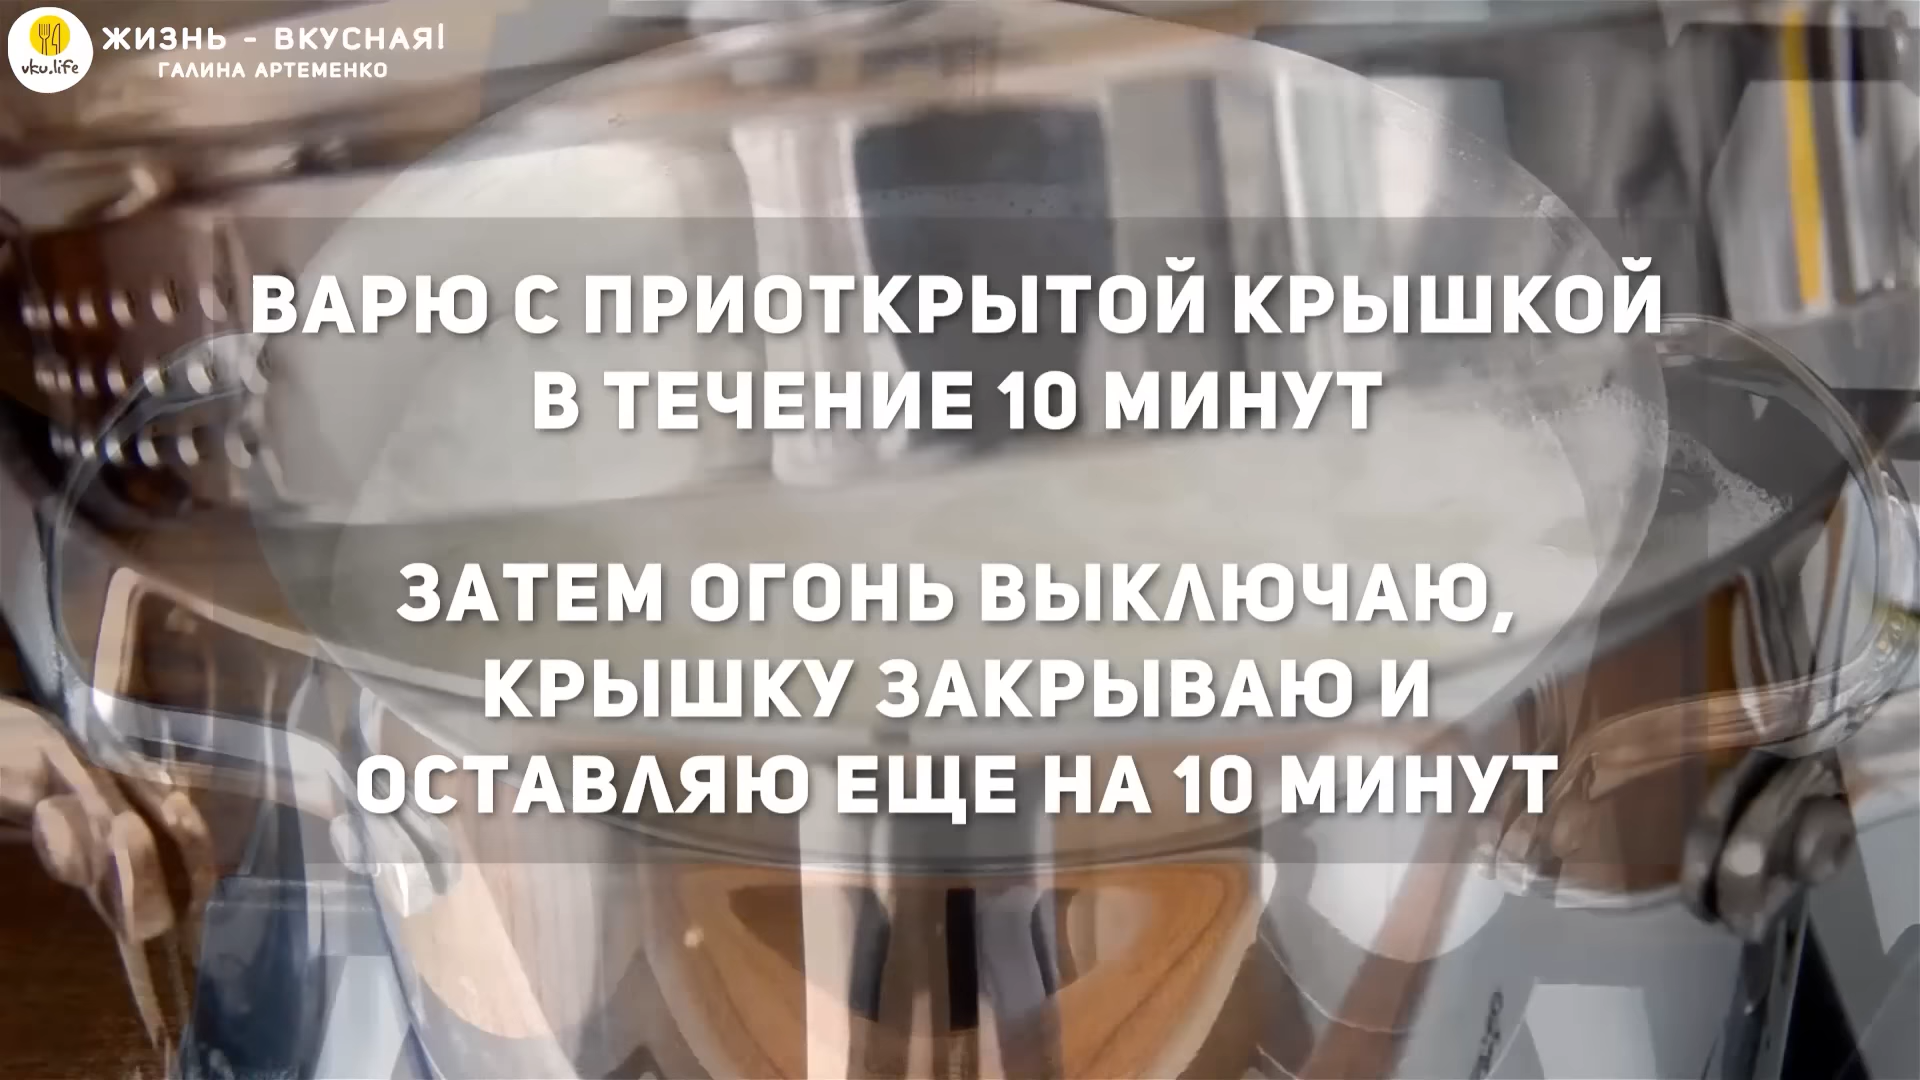 vku.life
ЖИЗНЬ - ВКУСНАЯ!
ГАЛИНА АРТЕМЕНКО
ВАРЮ С ПРИОТКРЫТОЙ КРЫШКОЙ
В ТЕЧЕНИЕ 10 МИНУТ
ЗАТЕМ ОГОНЬ ВЫКЛЮЧАЮ,
КРЫШКУ ЗАКРЫВАЮ И
ОСТАВЛЯЮ ЕЩЕ НА 10 МИНУТ